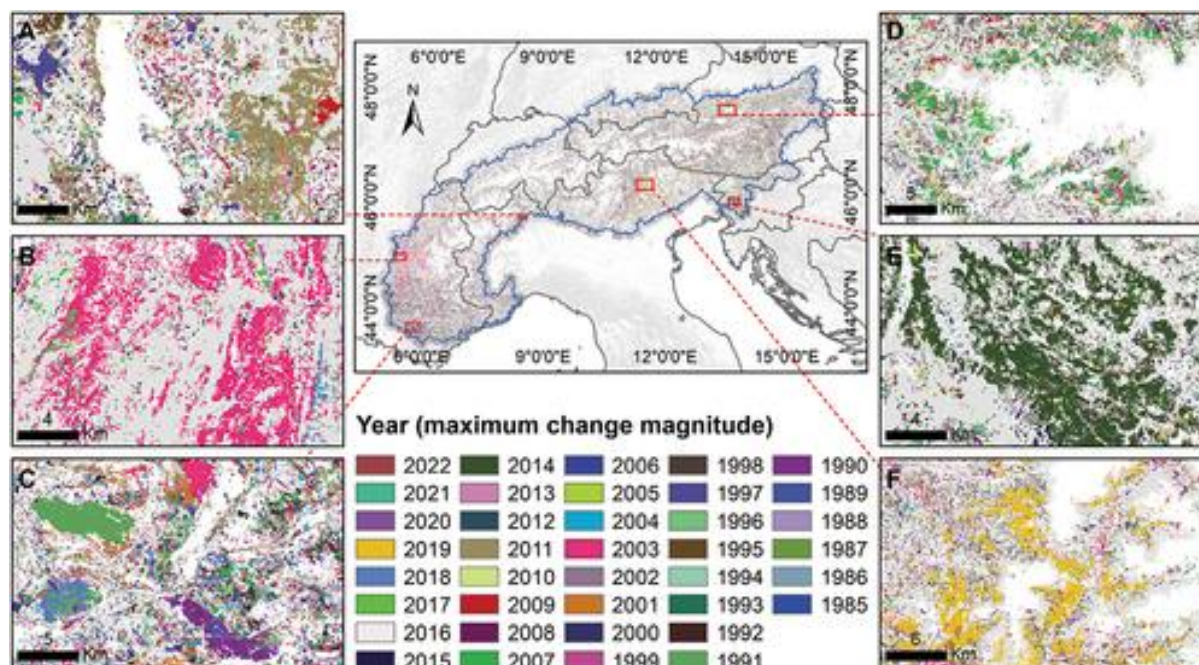 A
B
4
Km
C
5
Km
6°0'0"E 9°0'0"E 12°0'0"E 15°0'0"E
N
48°0'0"N
46°0'0"N
44°0'0"N
48°0'0"N
46°0'0"N
44°0'0"N
6°0'0"E 9°0'0"E 12°0'0"E 15°0'0"E
D
Km
E
Km
F
6
Km
Year (maximum change magnitude)
2022 2014 2006 1998 1990
2021 2013 2005 1997 1989
2020 2012 2004 1996 1988
2019 2011 2003 1995 1987
2018 2010 2002 1994 1986
2017 2009 2001 1993 1985
2016 2008 2000 1992
2015 2007 1999 1991